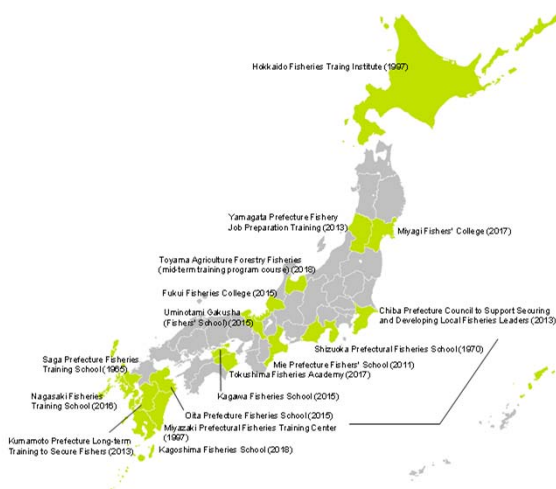 Hokkaido Fisheries Traing Institute (1997)
Yamagata Prefecture Fishery
Job Preparation Training (2013)
Miyagi Fishers' College (2017)
Toyama Agriculture Forestry Fisheries
(mid-term training program course) (2018)
Fukui Fisheries College (2015)
Uminotami Gakusha
(Fishers' School) (2015)
Chiba Prefecture Council to Support Securing
and Developing Local Fisheries Leaders (2013)
Shizuoka Prefectural Fisheries School (1970)
Mie Prefecture Fishers' School (2011)
Tokushima Fisheries Academy (2017)
Kagawa Fisheries School (2015)
Saga Prefecture Fisheries
Training School (1965)
Nagasaki Fisheries
Training School (2016)
Oita Prefecture Fisheries School (2015)
Miyazaki Prefectural Fisheries Training Center
(1997)
Kumamoto Prefecture Long-term
Training to Secure Fishers (2013)
Kagoshima Fisheries School (2018)